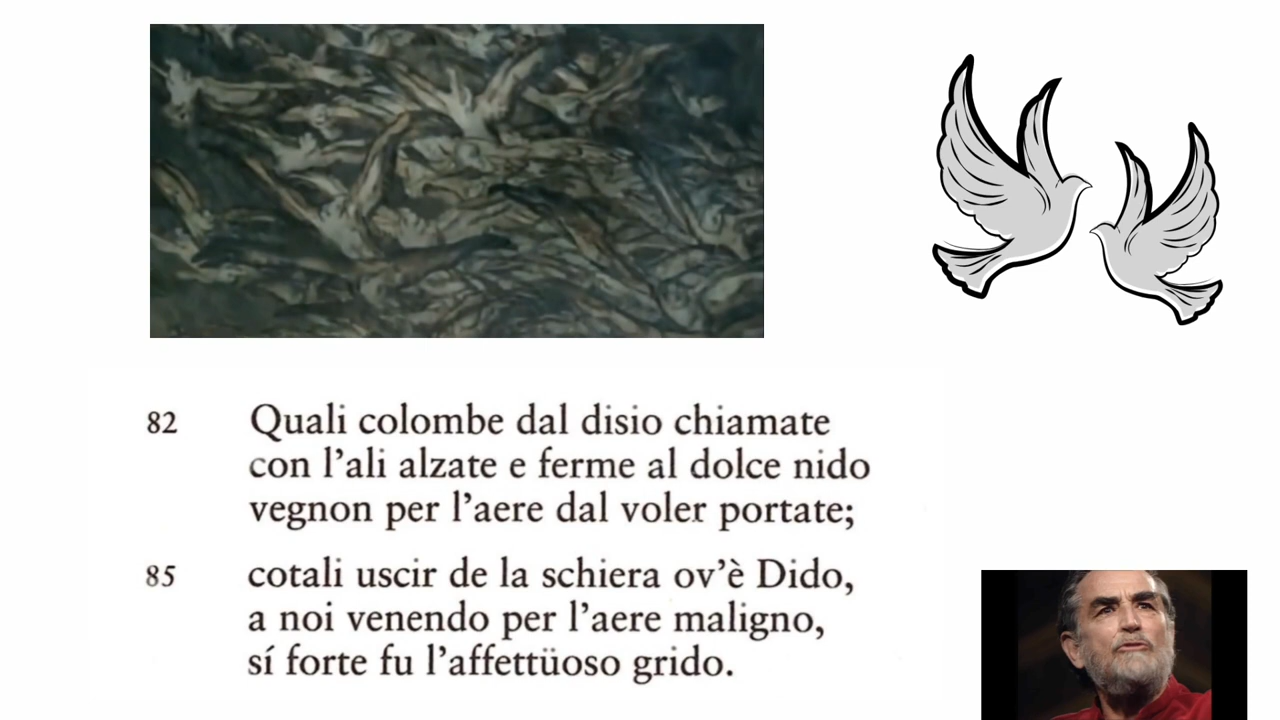 82 Quali colombe dal disio chiamate
con l'ali alzate e ferme al dolce nido
vegnon per l'aere dal voler portate;
85 cotali uscir de la schiera ov'è Dido,
a noi venendo per l'aere maligno,
sí forte fu l'affettüoso grido.